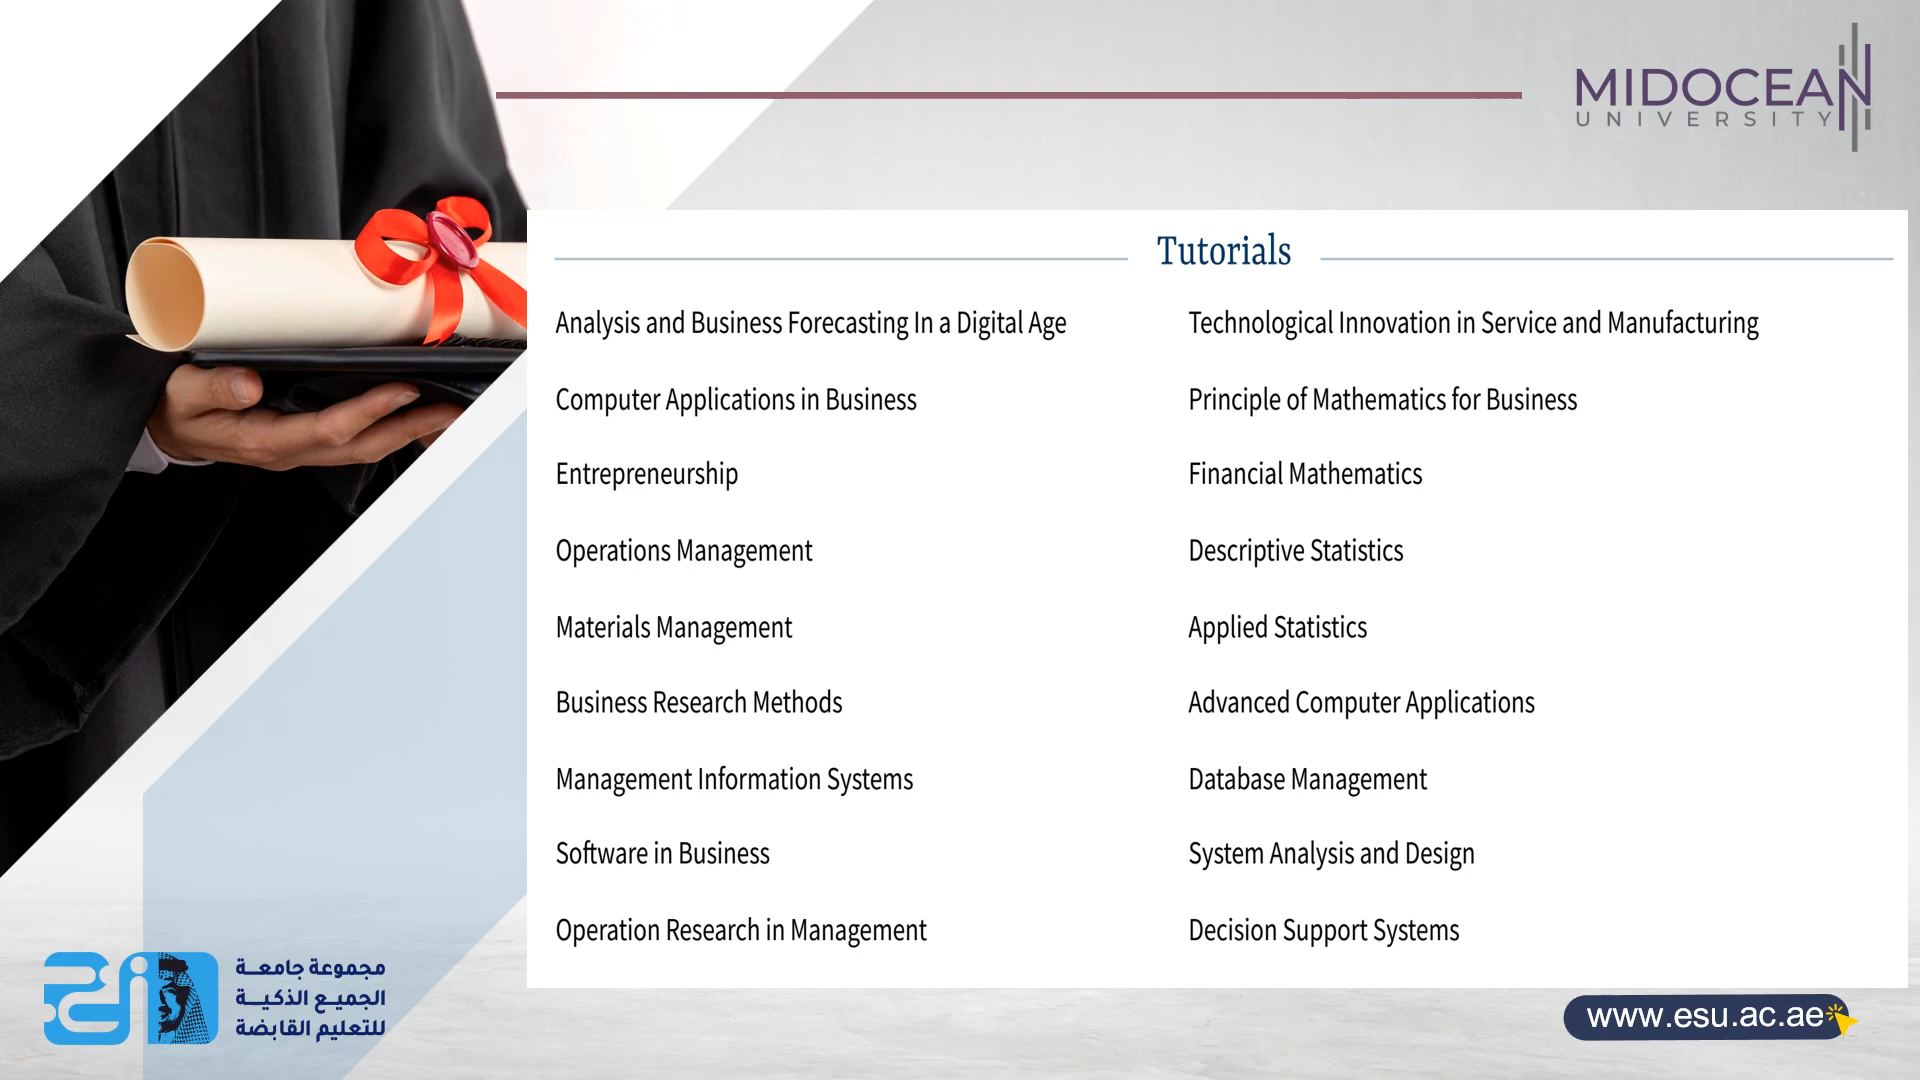 MIDOCEAN
UNIVERSITY
Tutorials
Analysis and Business Forecasting In a Digital Age
Computer Applications in Business
Entrepreneurship
Operations Management
Materials Management
Business Research Methods
Management Information Systems
Software in Business
Operation Research in Management
Technological Innovation in Service and Manufacturing
Principle of Mathematics for Business
Financial Mathematics
Descriptive Statistics
Applied Statistics
Advanced Computer Applications
Database Management
System Analysis and Design
Decision Support Systems
مجموعة جامعـــة
الجميــع الذكيـــة
للتعليم القابضة
www.esu.ac.ae